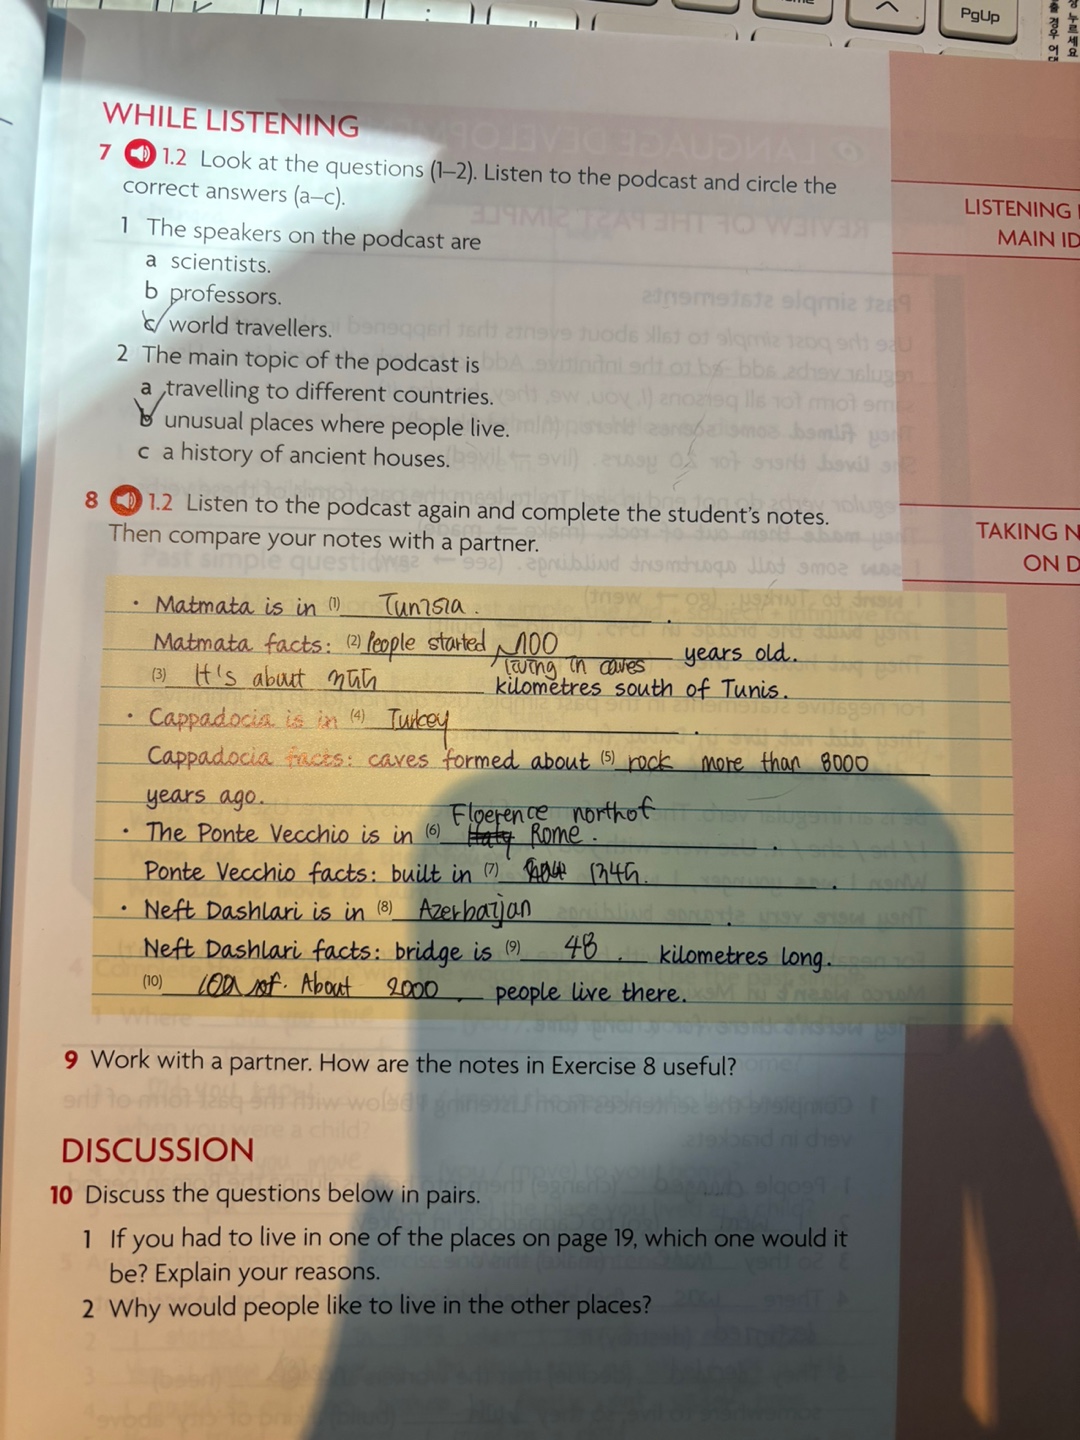 PgUp
WHILE LISTENING
7 1.2 Look at the questions (1–2). Listen to the podcast and circle the
correct answers (a–c).
1 The speakers on the podcast are
a scientists.
b professors.
c world travellers.
2 The main topic of the podcast is
a travelling to different countries.
b unusual places where people live.
c a history of ancient houses.
LISTENING
MAIN ID
8 1.2 Listen to the podcast again and complete the student's notes.
Then compare your notes with a partner.
TAKING N
ON D
• Matmata is in (1) Tunisia.
Matmata facts: (2) People started 700 years old.
living in caves
(3) It's about kilometres south of Tunis.
• Cappadocia is in (4) Turkey.
Cappadocia facts: caves formed about (5) rock more than 8000
years ago.
Floerence northof
• The Ponte Vecchio is in (6) Rome.
Ponte Vecchio facts: built in (7) 1345.
• Neft Dashlari is in (8) Azerbaijan.
Neft Dashlari facts: bridge is (9) 48. kilometres long.
(10) About 2000 people live there.
9 Work with a partner. How are the notes in Exercise 8 useful?
DISCUSSION
10 Discuss the questions below in pairs.
1 If you had to live in one of the places on page 19, which one would it
be? Explain your reasons.
2 Why would people like to live in the other places?